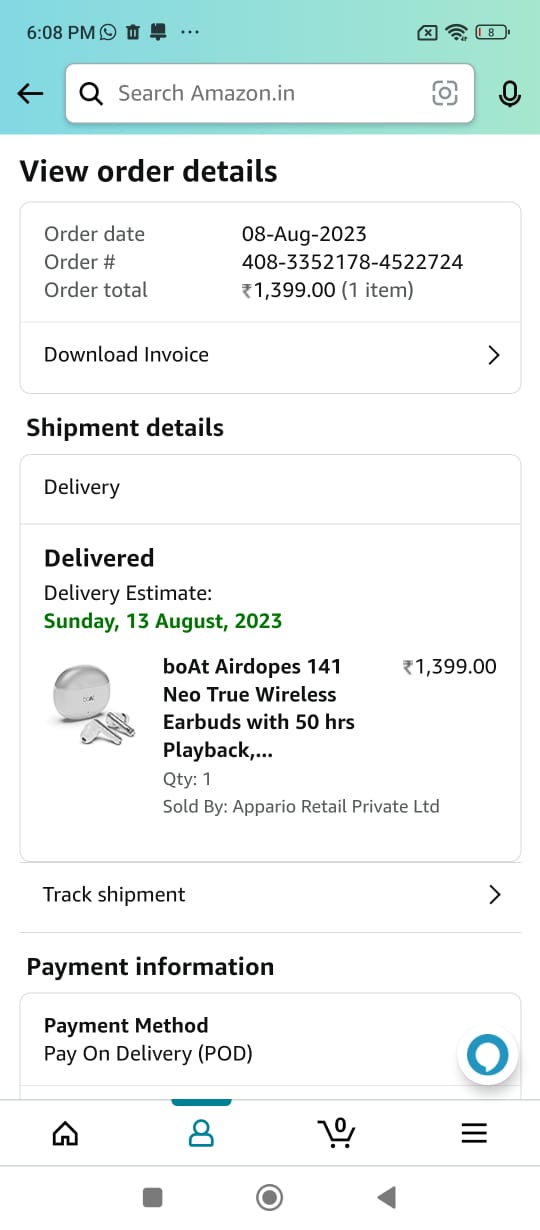 6:08 PM
8
Search Amazon.in
View order details
Order date 08-Aug-2023
Order # 408-3352178-4522724
Order total ₹1,399.00 (1 item)
Download Invoice
Shipment details
Delivery
Delivered
Delivery Estimate:
Sunday, 13 August, 2023
boAt Airdopes 141 ₹1,399.00
Neo True Wireless
Earbuds with 50 hrs
Playback,...
Qty: 1
Sold By: Appario Retail Private Ltd
Track shipment
Payment information
Payment Method
Pay On Delivery (POD)
0